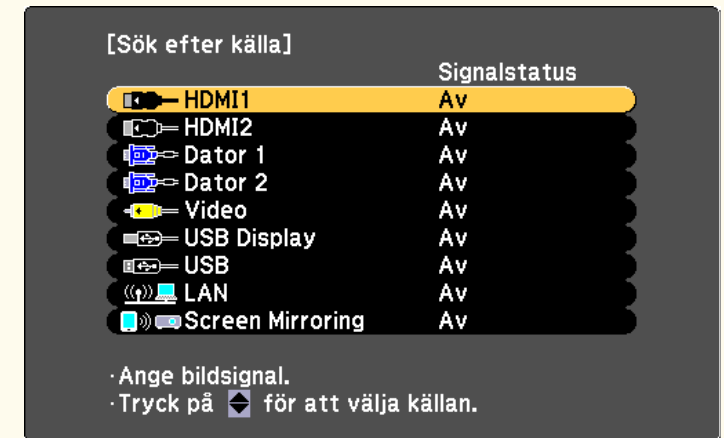 [Sök efter källa]
Signalstatus
HDMI1 Av
HDMI2 Av
Dator 1 Av
Dator 2 Av
Video Av
USB Display Av
USB Av
LAN Av
Screen Mirroring Av
·Ange bildsignal.
·Tryck på för att välja källan.